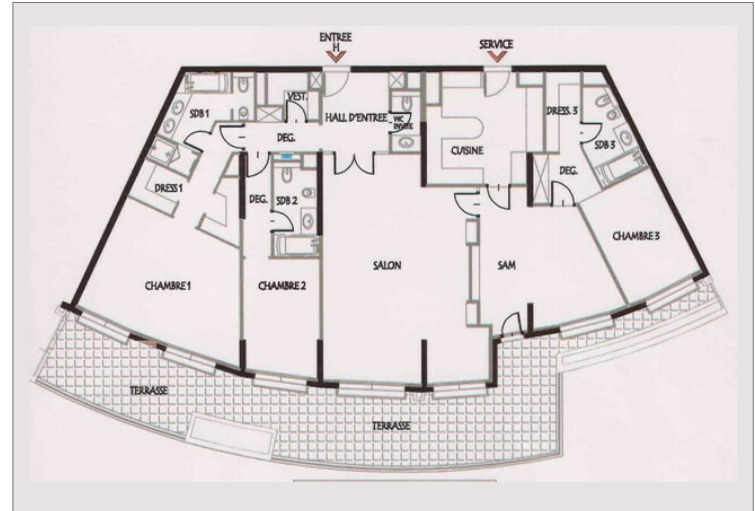 ENTREE
H
SERVICE
SDB 1
VEST.
HALL D'ENTREE
WC
INVITE
DRESS. 3
SDB 3
DEG.
CUISINE
DEG.
DRESS 1
DEG.
SDB 2
CHAMBRE 3
SALON
SAM
CHAMBRE 1
CHAMBRE 2
TERRASSE
TERRASSE